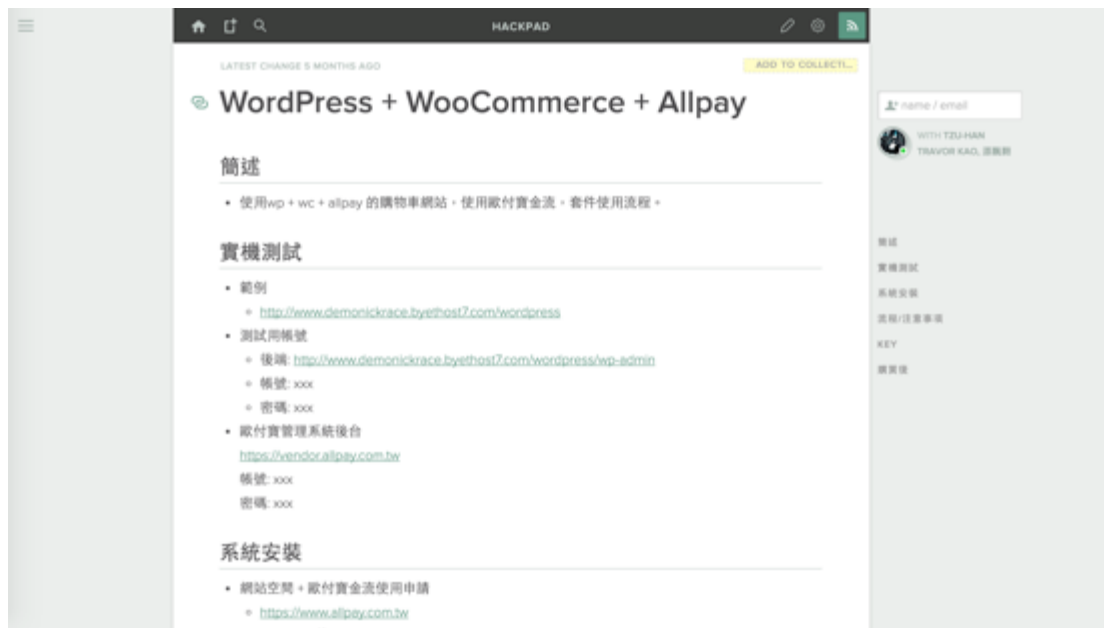 HACKPAD
LATEST CHANGE 5 MONTHS AGO
ADD TO COLLECTI...
WordPress + WooCommerce + Allpay
name / email
WITH TZU-HAN
TRAVOR KAO,
簡述
• 使用wp + wc + allpay 的購物車網站。使用歐付寶金流。套件使用流程。
實機測試
• 範例
◦ http://www.demonickrace.byethost7.com/wordpress
• 測試用帳號
◦ 後端: http://www.demonickrace.byethost7.com/wordpress/wp-admin
◦ 帳號: xxx
◦ 密碼: xxx
• 歐付寶管理系統後台
https://vendor.allpay.com.tw
帳號: xxx
密碼: xxx
系統安裝
• 網站空間 + 歐付寶金流使用申請
◦ https://www.allpay.com.tw
簡述
實機測試
系統安裝
流程/注意事項
KEY